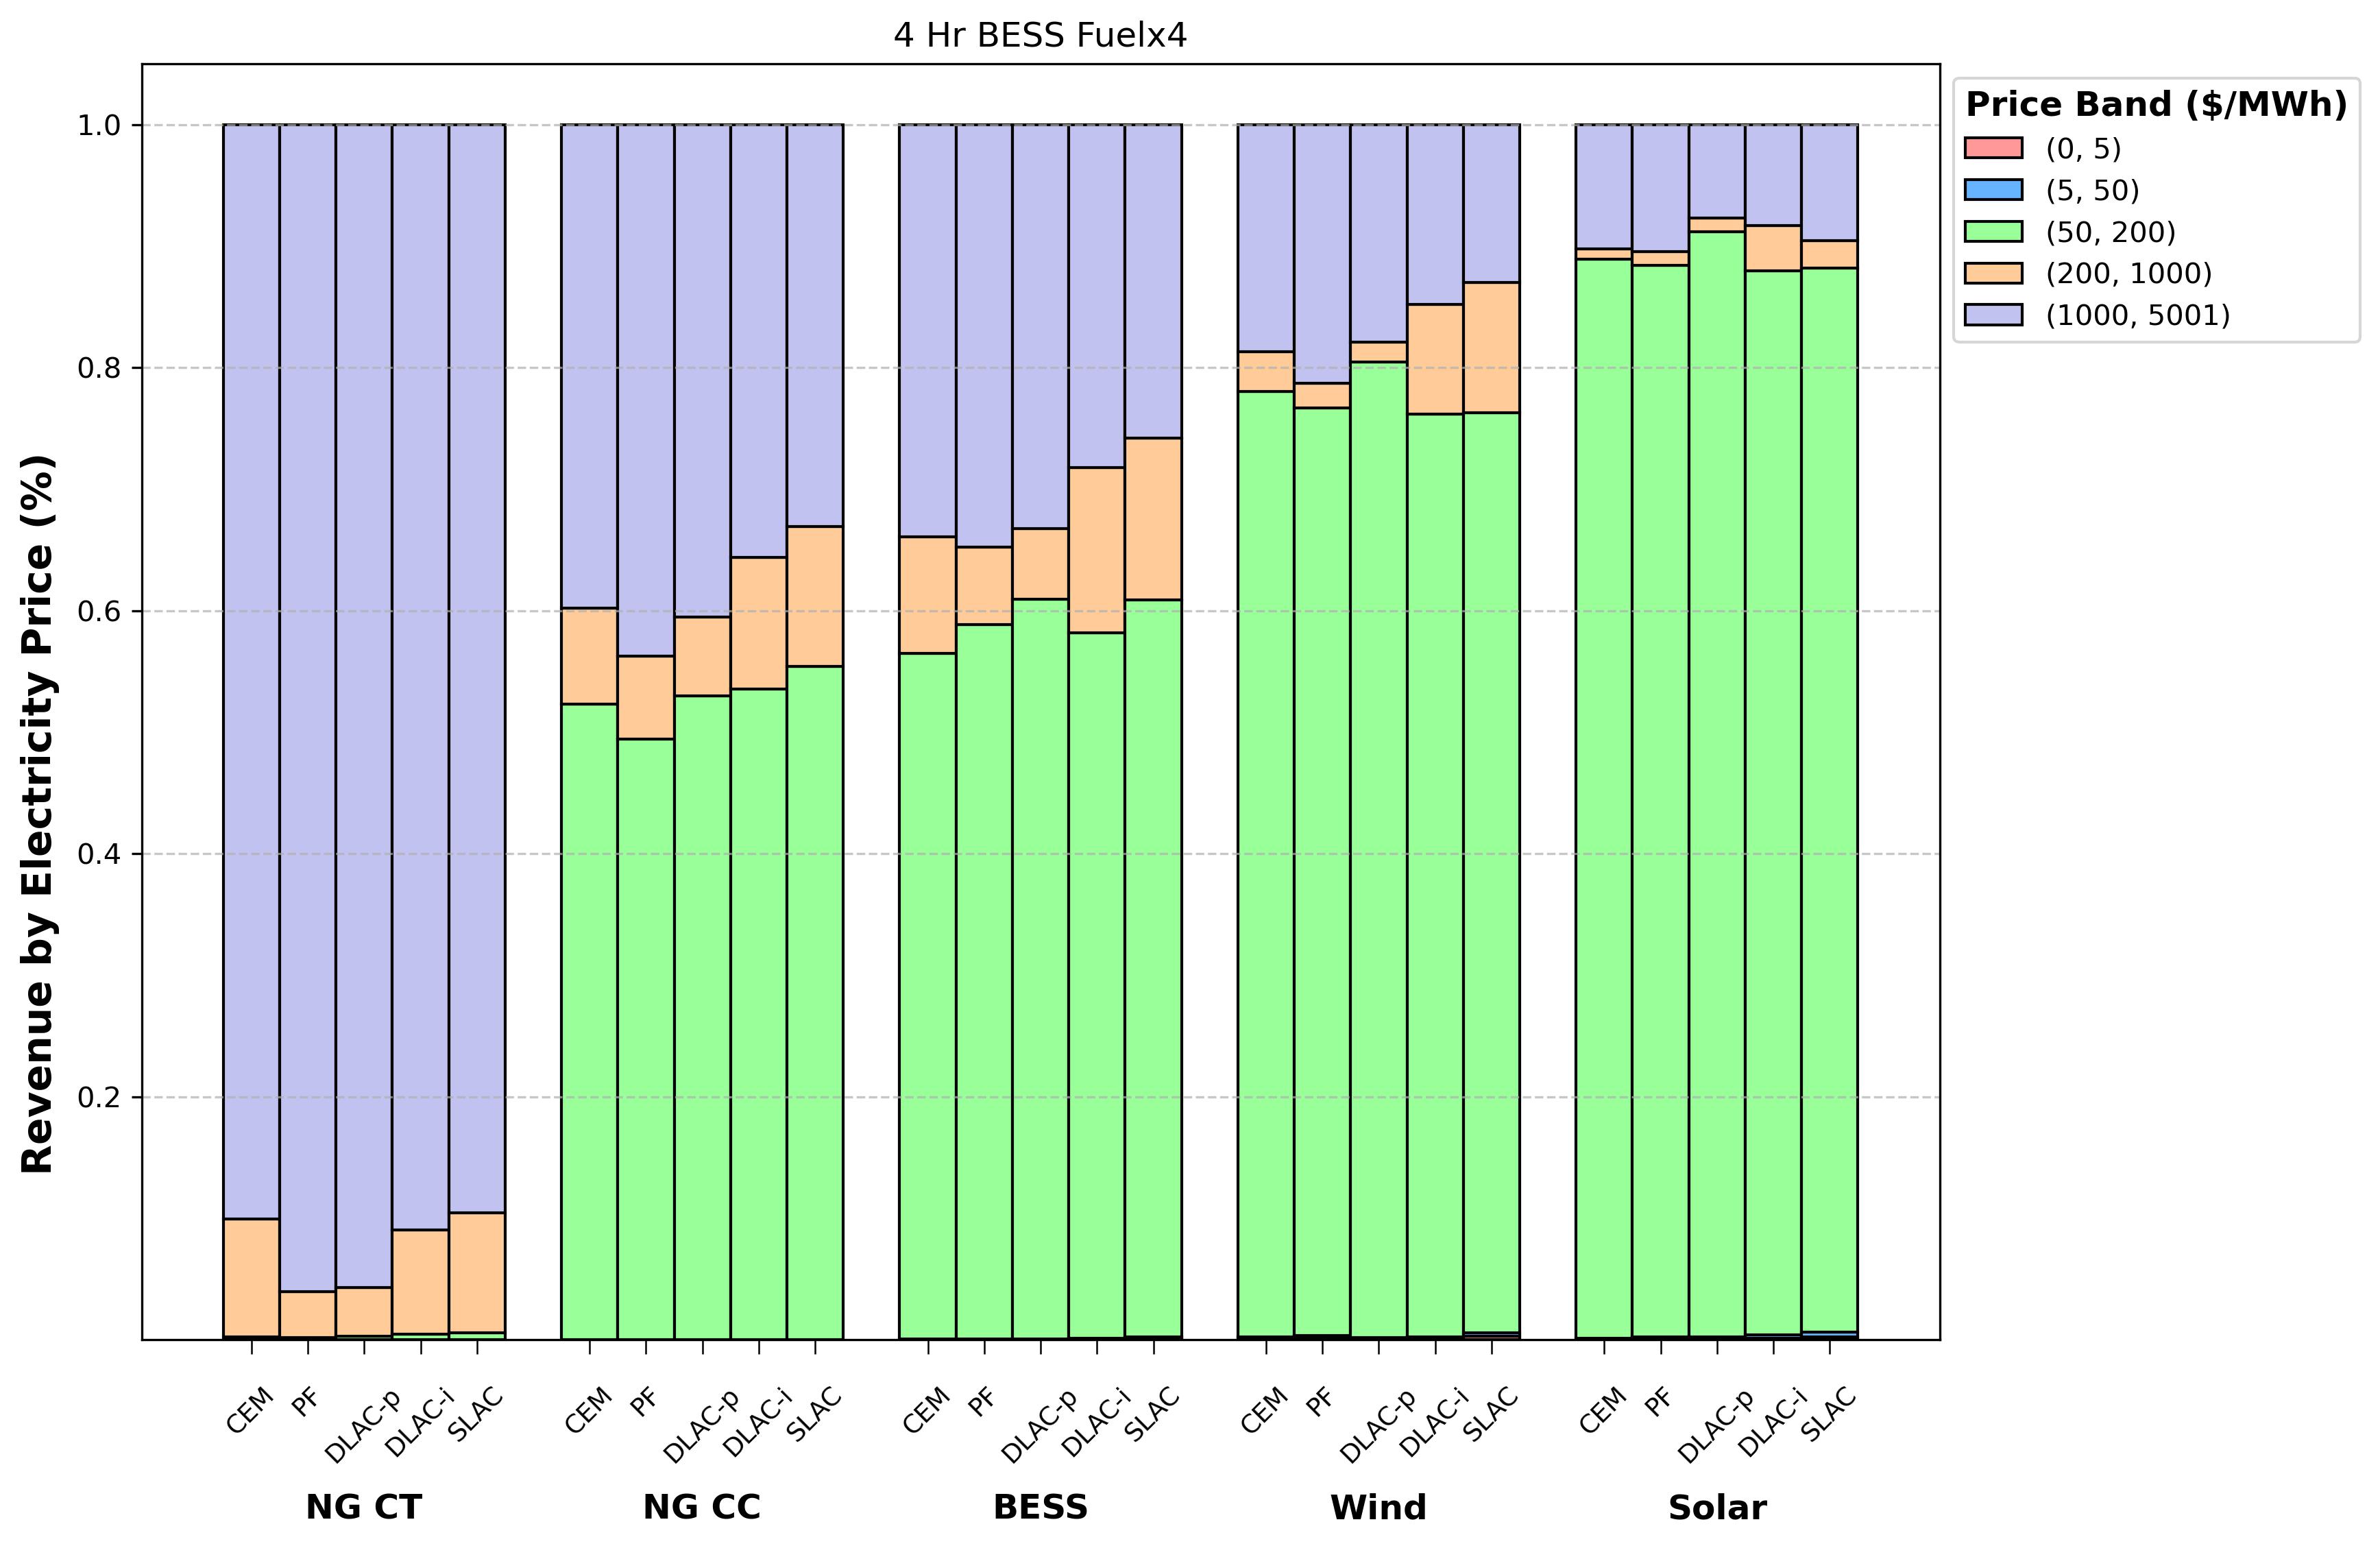 4 Hr BESS Fuelx4
Revenue by Electricity Price (%)
1.0
0.8
0.6
0.4
0.2
Price Band ($/MWh)
(0, 5)
(5, 50)
(50, 200)
(200, 1000)
(1000, 5001)
CEM PF DLAC-p DLAC-i SLAC CEM PF DLAC-p DLAC-i SLAC CEM PF DLAC-p DLAC-i SLAC CEM PF DLAC-p DLAC-i SLAC CEM PF DLAC-p DLAC-i SLAC
NG CT NG CC BESS Wind Solar